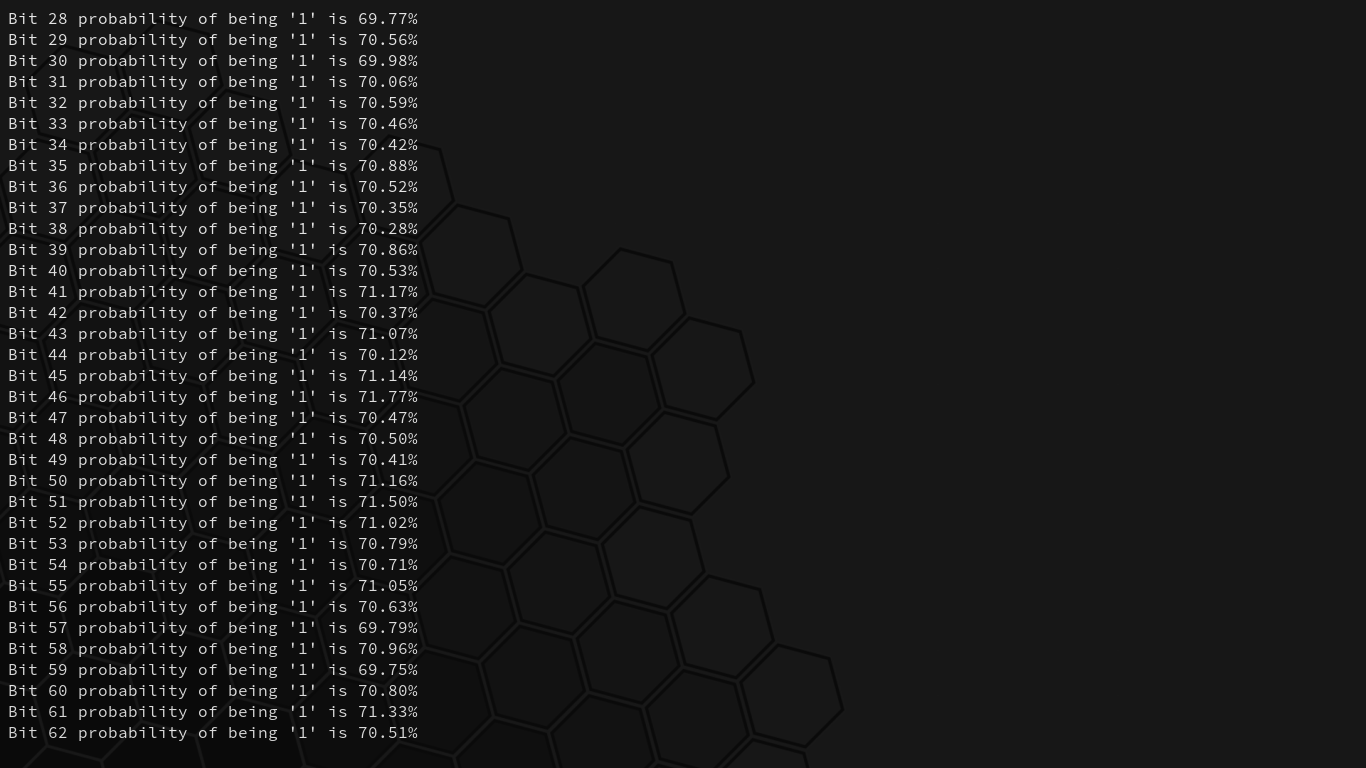 Bit 28 probability of being '1' is 69.77%
Bit 29 probability of being '1' is 70.56%
Bit 30 probability of being '1' is 69.98%
Bit 31 probability of being '1' is 70.06%
Bit 32 probability of being '1' is 70.59%
Bit 33 probability of being '1' is 70.46%
Bit 34 probability of being '1' is 70.42%
Bit 35 probability of being '1' is 70.88%
Bit 36 probability of being '1' is 70.52%
Bit 37 probability of being '1' is 70.35%
Bit 38 probability of being '1' is 70.28%
Bit 39 probability of being '1' is 70.86%
Bit 40 probability of being '1' is 70.53%
Bit 41 probability of being '1' is 71.17%
Bit 42 probability of being '1' is 70.37%
Bit 43 probability of being '1' is 71.07%
Bit 44 probability of being '1' is 70.12%
Bit 45 probability of being '1' is 71.14%
Bit 46 probability of being '1' is 71.77%
Bit 47 probability of being '1' is 70.47%
Bit 48 probability of being '1' is 70.50%
Bit 49 probability of being '1' is 70.41%
Bit 50 probability of being '1' is 71.16%
Bit 51 probability of being '1' is 71.50%
Bit 52 probability of being '1' is 71.02%
Bit 53 probability of being '1' is 70.79%
Bit 54 probability of being '1' is 70.71%
Bit 55 probability of being '1' is 71.05%
Bit 56 probability of being '1' is 70.63%
Bit 57 probability of being '1' is 69.79%
Bit 58 probability of being '1' is 70.96%
Bit 59 probability of being '1' is 69.75%
Bit 60 probability of being '1' is 70.80%
Bit 61 probability of being '1' is 71.33%
Bit 62 probability of being '1' is 70.51%